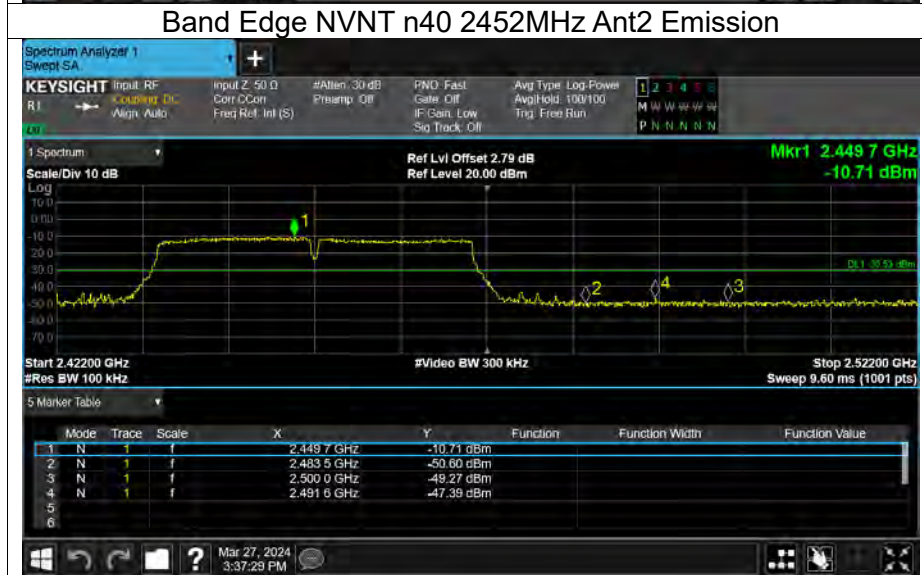 Band Edge NVNT n40 2452MHz Ant2 Emission
Spectrum Analyzer 1
Swept SA
+
KEYSIGHT Input: RF Input Z: 50 Ω #Atten: 30 dB PNO: Fast Avg Type: Log-Power 1 2 3 4 5 6
Coupling: DC Corr CCorr Preamp: Off Gate: Off Avg|Hold: 100/100 M W W W W W
Align: Auto Freq Ref: Int (S) IF Gain: Low Trig: Free Run
Sig Track: Off P N N N N N
1 Spectrum Ref Lvl Offset 2.79 dB Mkr1 2.449 7 GHz
Scale/Div 10 dB Ref Level 20.00 dBm -10.71 dBm
Log
10.0
0.00
-10.0
-20.0
-30.0
-40.0
-50.0
-60.0
-70.0
1
2
4
3
DL1 -30.53 dBm
Start 2.42200 GHz #Video BW 300 kHz Stop 2.52200 GHz
#Res BW 100 kHz Sweep 9.60 ms (1001 pts)
5 Marker Table
Mode Trace Scale X Y Function Function Width Function Value
1 N 1 f 2.449 7 GHz -10.71 dBm
2 N 1 f 2.483 5 GHz -50.60 dBm
3 N 1 f 2.500 0 GHz -49.27 dBm
4 N 1 f 2.491 6 GHz -47.39 dBm
5
6
?
Mar 27, 2024
3:37:29 PM